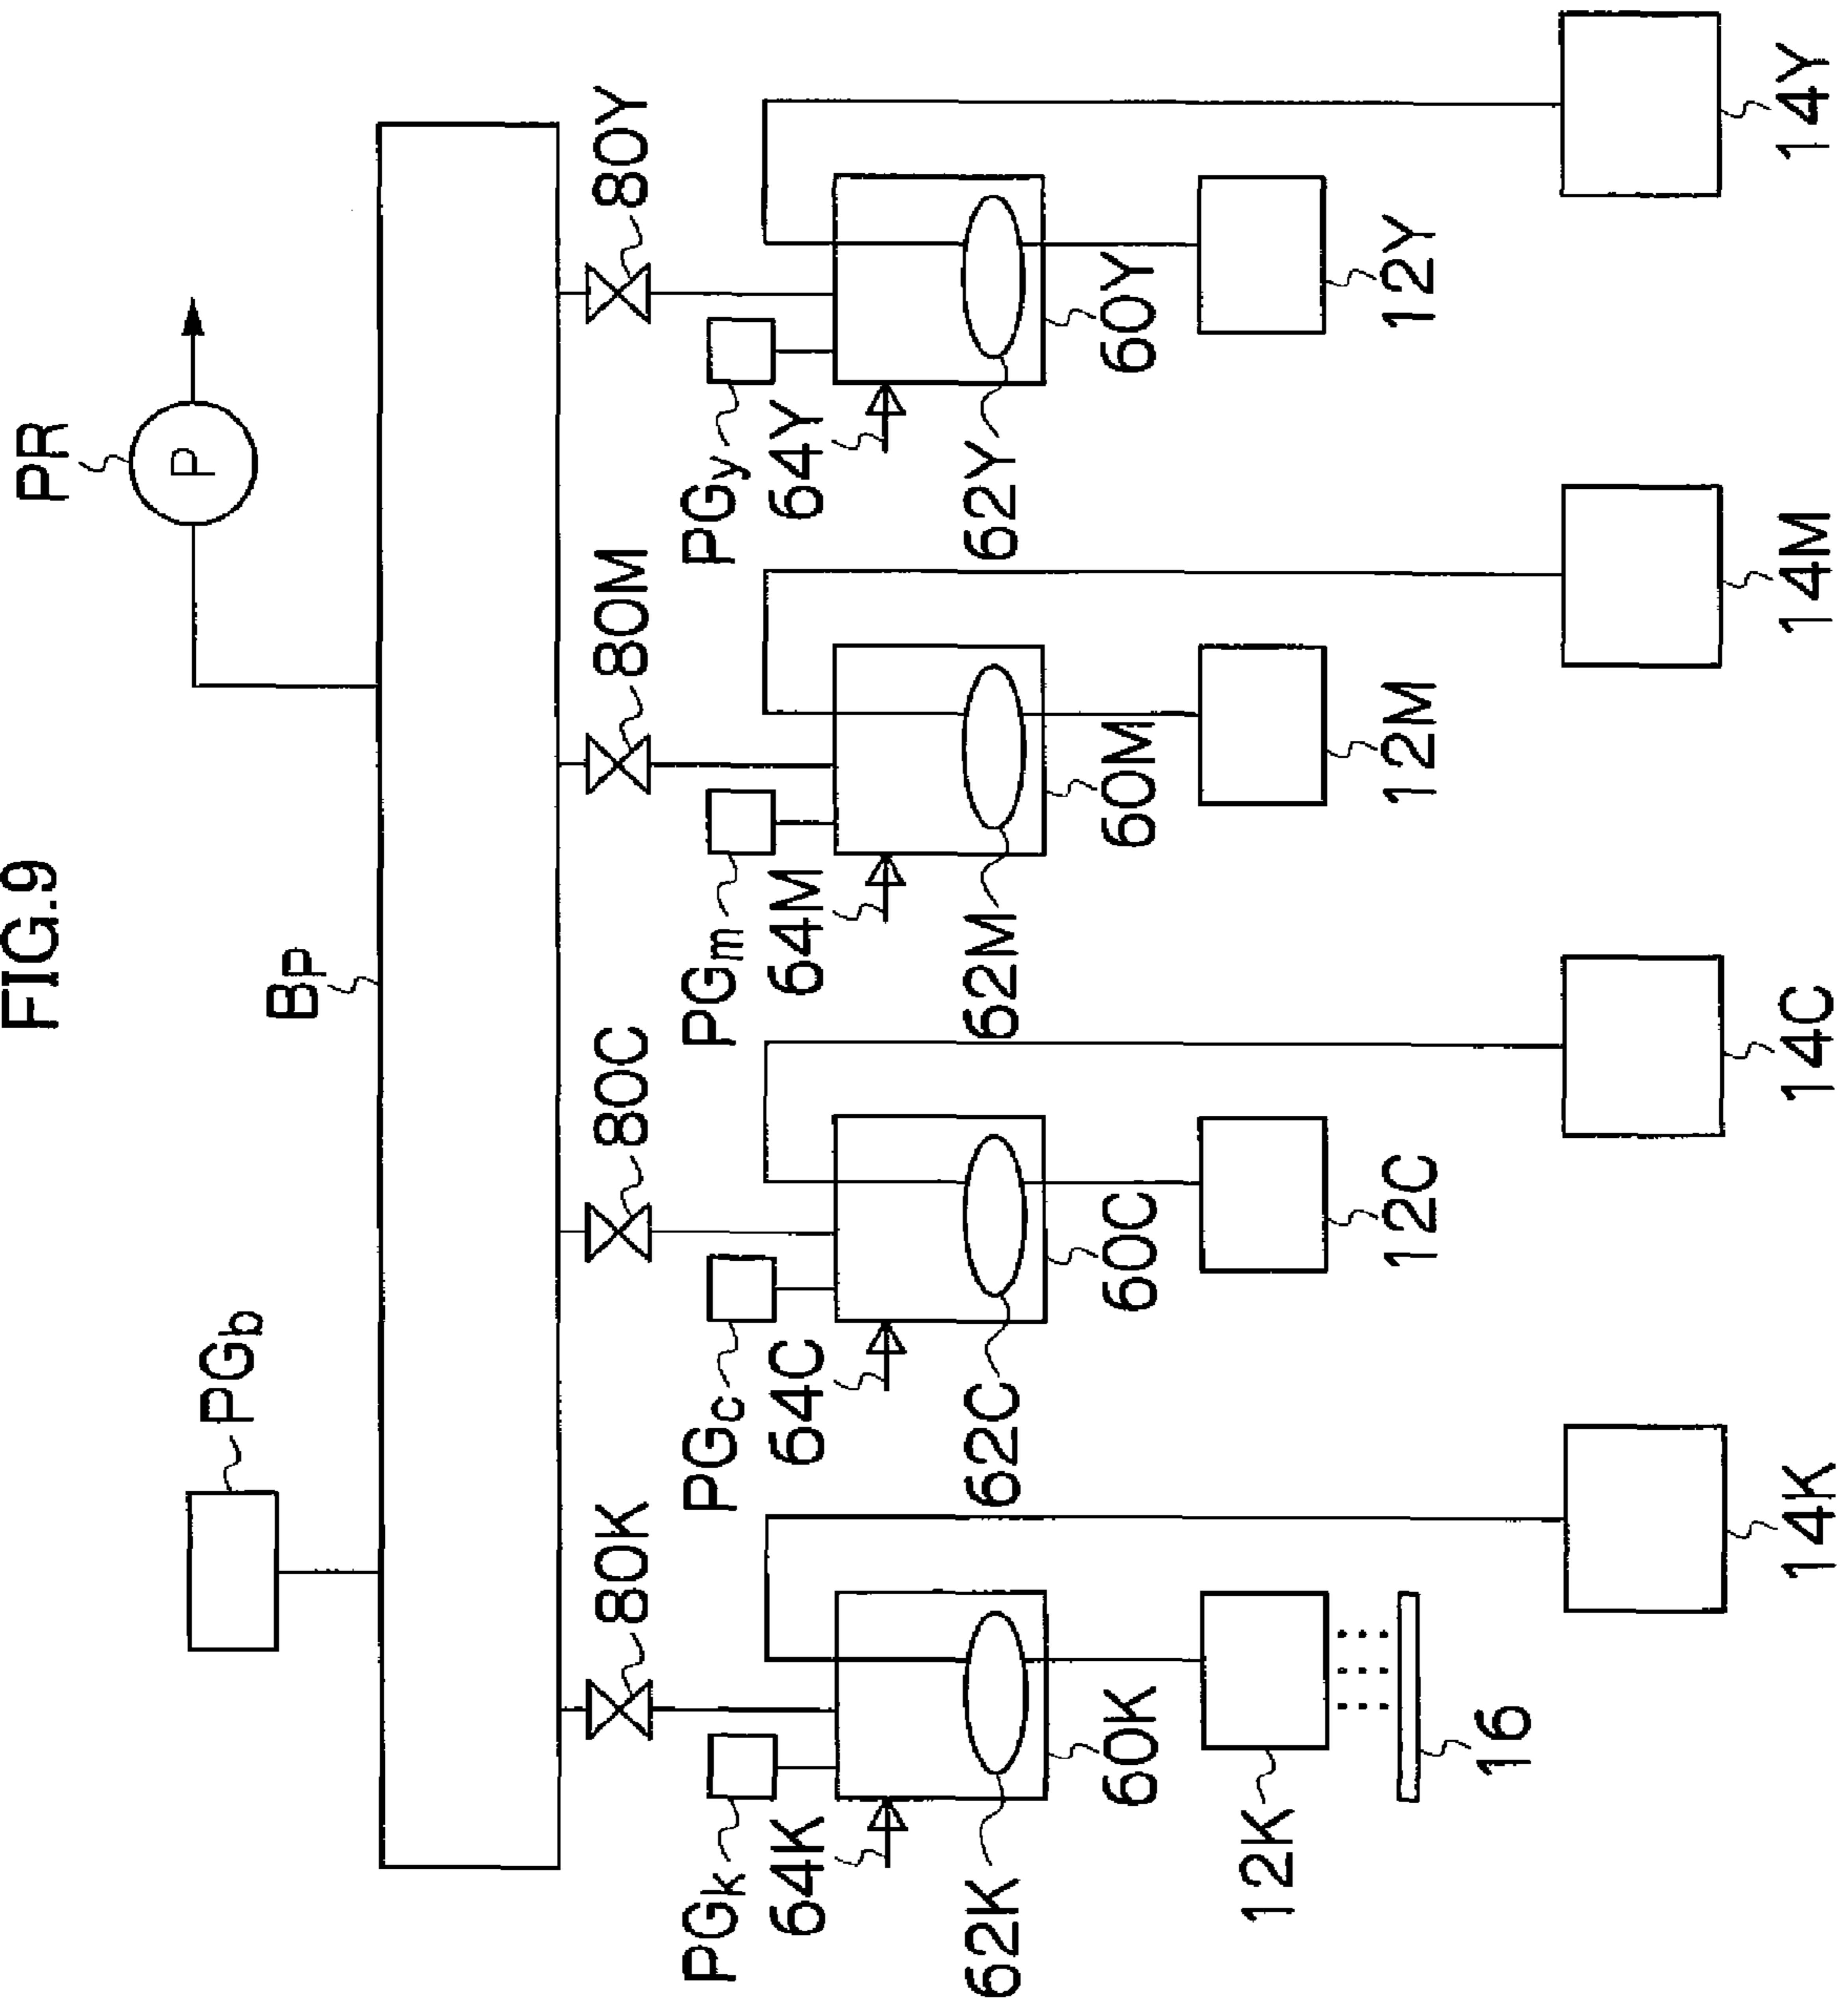 FIG.9
PR
P
PGb
BP
80K
80C
80M
80Y
PGk
PGc
PGm
PGy
64K
64C
64M
64Y
62K
62C
62M
62Y
60K
60C
60M
60Y
12K
12C
12M
12Y
16
14K
14C
14M
14Y